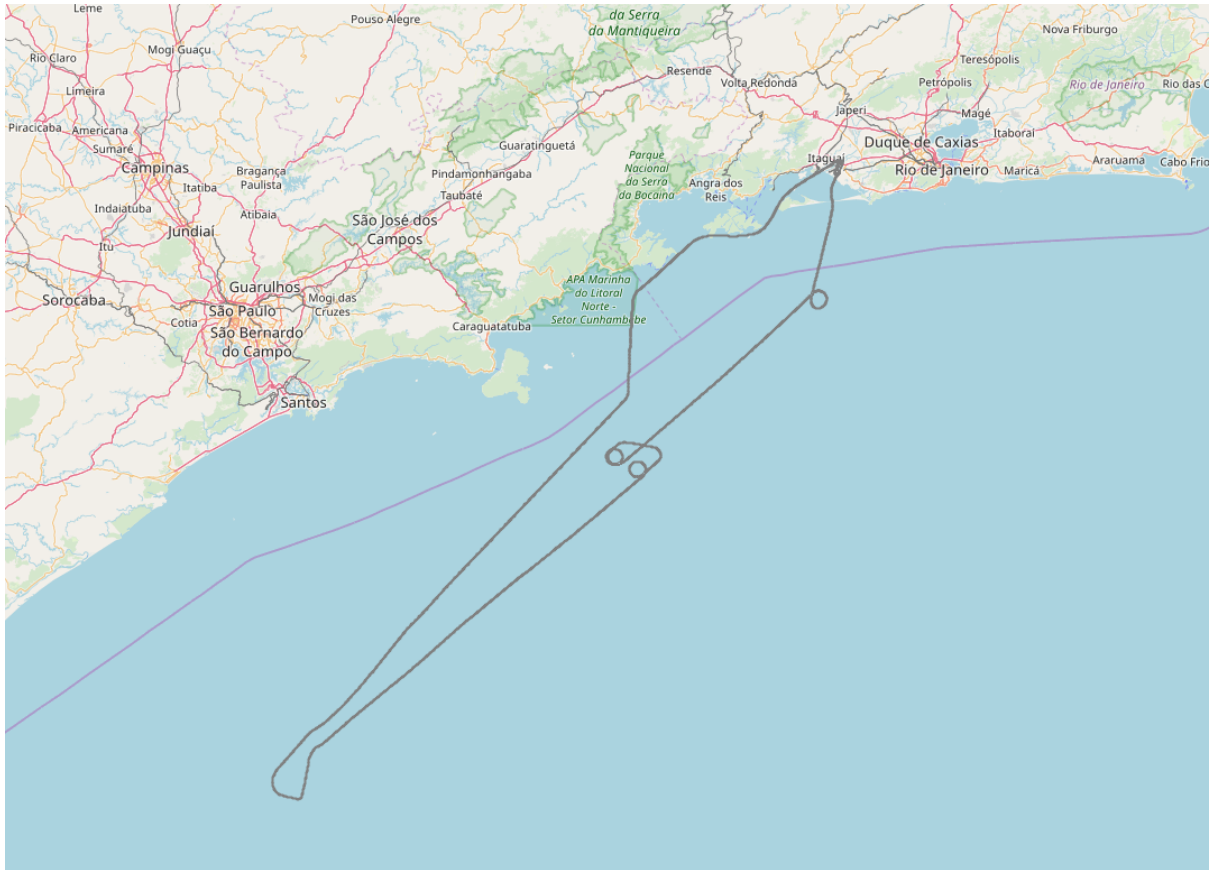 Leme
Pouso Alegre
da Serra
da Mantiqueira
Nova Friburgo
Mogi Guaçu
Rio Claro
Teresópolis
Resende
Volta Redonda
Petrópolis
Rio de Janeiro
Rio das O
Limeira
Japeri
Magé
Piracicaba
Americana
Itaboraí
Sumaré
Guaratinguetá
Duque de Caxias
Parque
Nacional
da Serra
da Bocaina
Itaguaí
Araruama
Cabo Frio
Campinas
Bragança
Paulista
Pindamonhangaba
Rio de Janeiro
Maricá
Angra dos
Reis
Itatiba
Taubaté
Indaiatuba
Atibaia
São José dos
Campos
Jundiaí
Itu
Guarulhos
APA Marinha
do Litoral
Norte -
Setor Cunhambebe
Sorocaba
Mogi das
Cruzes
São Paulo
Cotia
São Bernardo
do Campo
Caraguatatuba
Santos